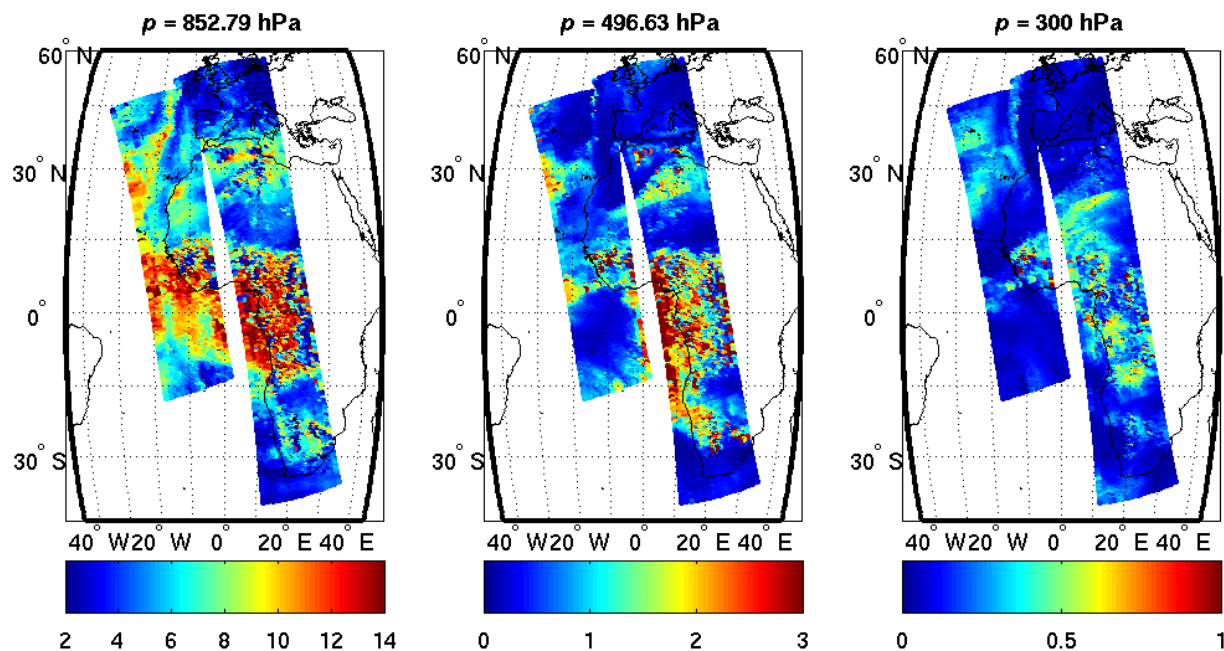 p = 852.79 hPa
p = 496.63 hPa
p = 300 hPa
60° N
60° N
60° N
30° N
30° N
30° N
0°
0°
0°
30° S
30° S
30° S
40° W 20° W 0° 20° E 40° E
40° W 20° W 0° 20° E 40° E
40° W 20° W 0° 20° E 40° E
2 4 6 8 10 12 14
0 1 2 3
0 0.5 1